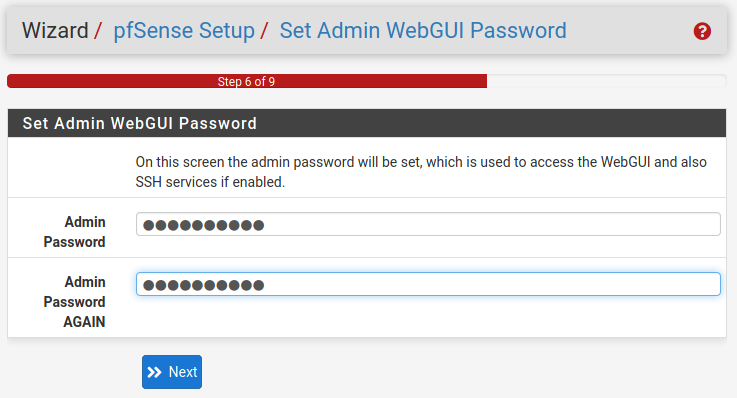 Wizard / pfSense Setup / Set Admin WebGUI Password
Step 6 of 9
Set Admin WebGUI Password
On this screen the admin password will be set, which is used to access the WebGUI and also
SSH services if enabled.
Admin
Password
●●●●●●●●●●
Admin
Password
AGAIN
●●●●●●●●●●
Next